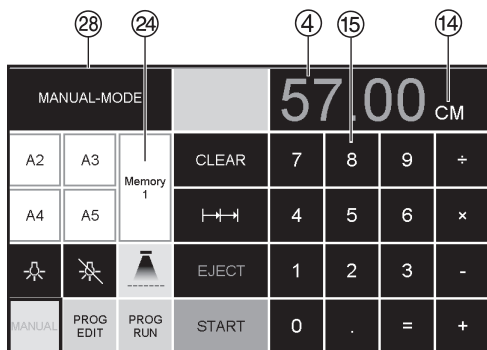 28 24 4 15 14
MANUAL-MODE 57.00 CM
A2 A3 Memory 1 CLEAR 7 8 9 ÷
A4 A5 4 5 6 ×
EJECT 1 2 3 -
MANUAL PROG EDIT PROG RUN START 0 . = +